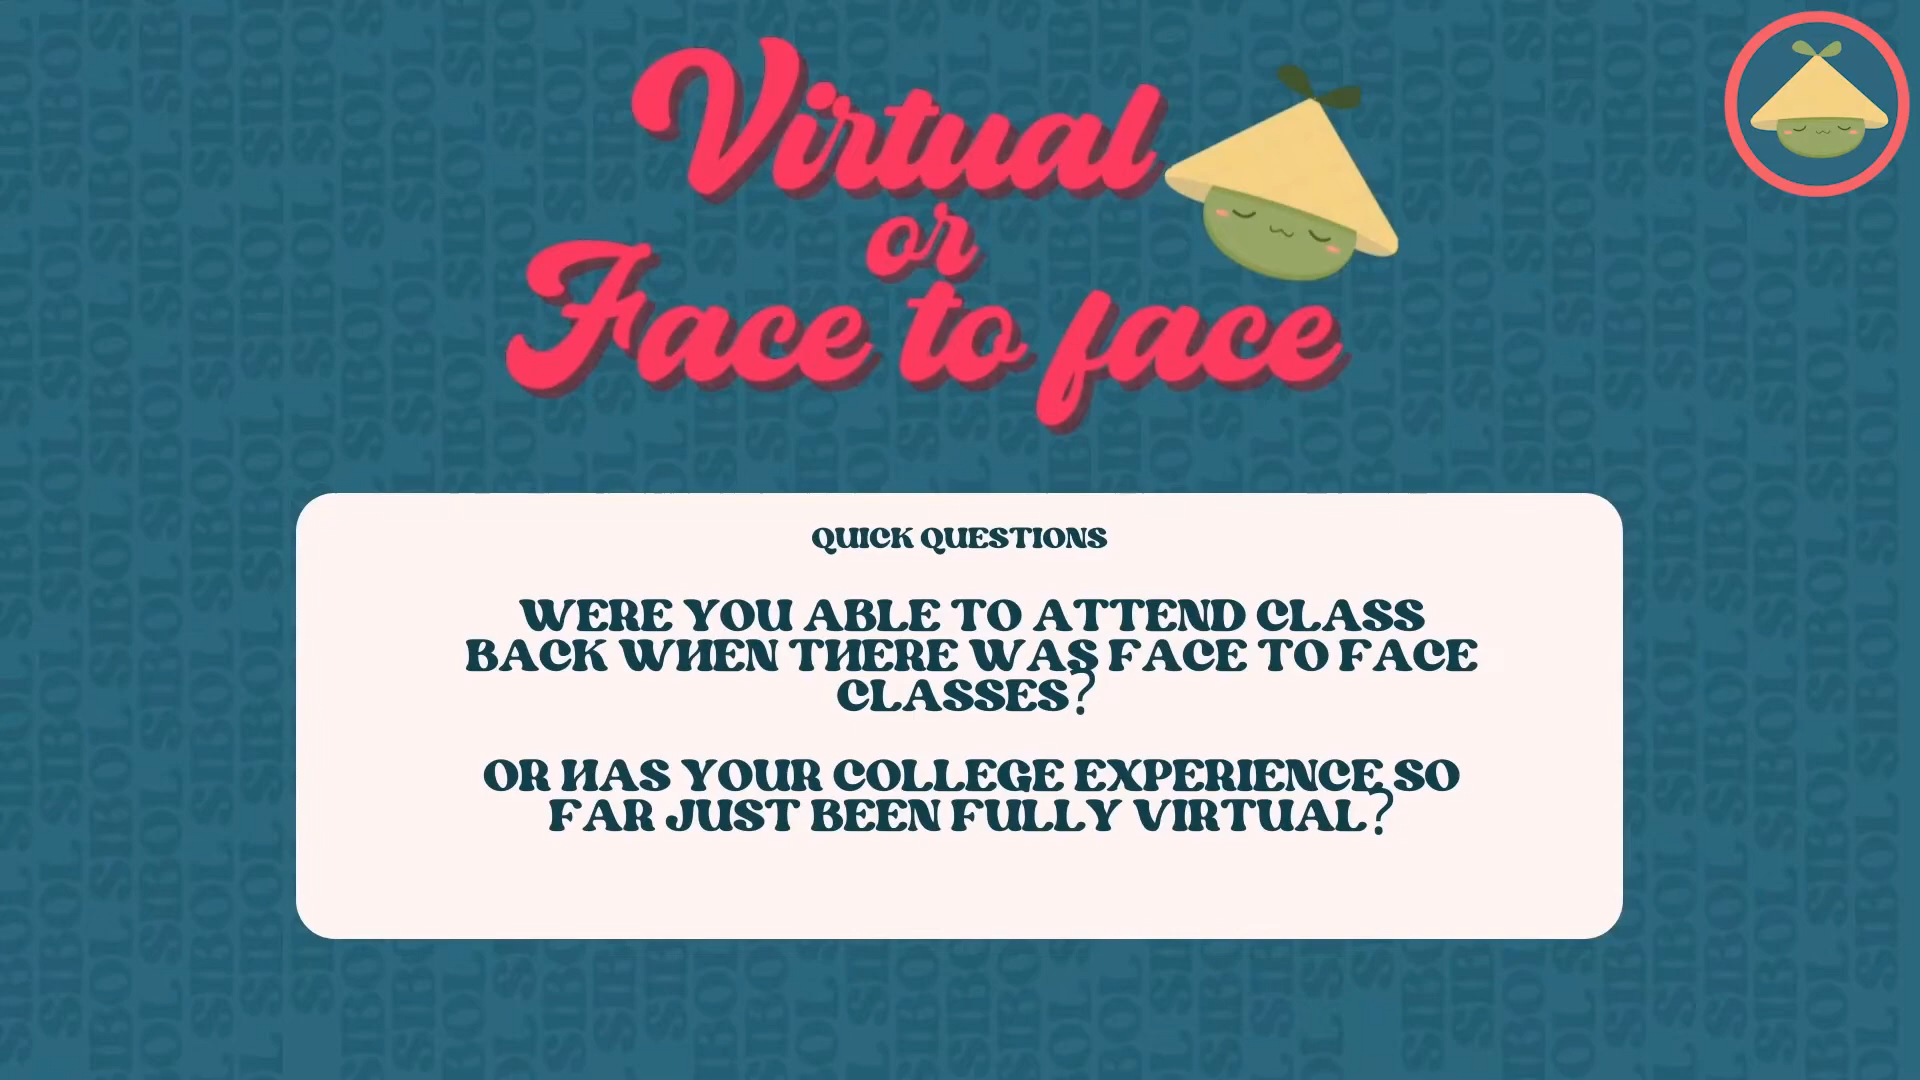 Virtual
or
Face to face
QUICK QUESTIONS
WERE YOU ABLE TO ATTEND CLASS
BACK WHEN THERE WAS FACE TO FACE
CLASSES?
OR HAS YOUR COLLEGE EXPERIENCE SO
FAR JUST BEEN FULLY VIRTUAL?
SIBOL